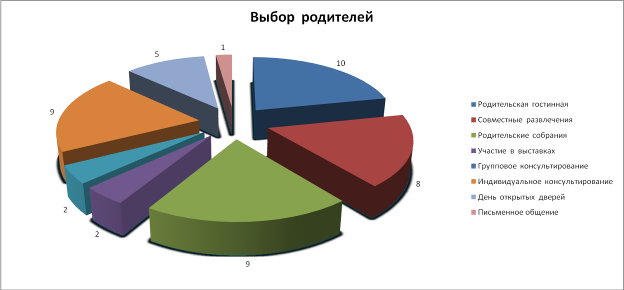 Выбор родителей
5
1
10
9
8
2
2
9
Родительская гостинная
Совместные развлечения
Родительские собрания
Участие в выставках
Групповое консультирование
Индивидуальное консультирование
День открытых дверей
Письменное общение